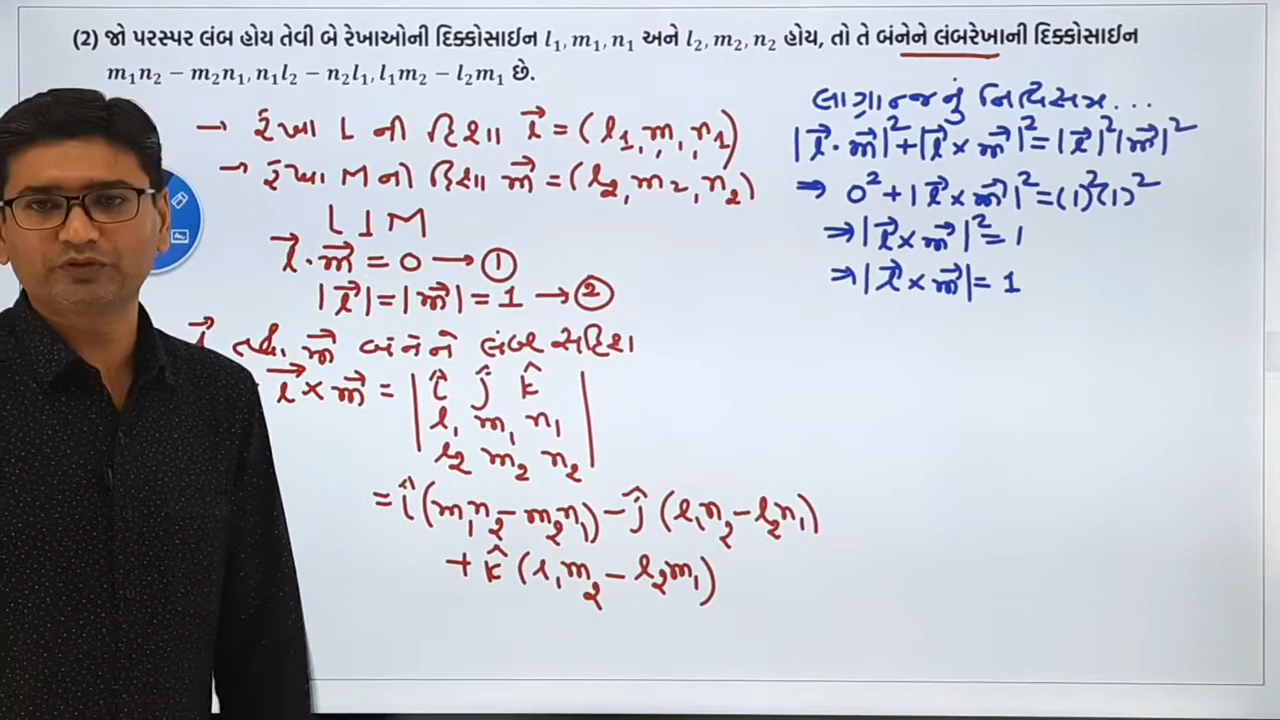 (2) જો પરસ્પર લંબ હોય તેવી બે રેખાઓની દિક્કોસાઈન l₁, m₁, n₁ અને l₂, m₂, n₂ હોય, તો તે બંનેને લંબરેખાની દિક્કોસાઈન
m₁n₂ − m₂n₁, n₁l₂ − n₂l₁, l₁m₂ − l₂m₁ છે.
→ રેખા L ની દિશા l⃗ = (l₁, m₁, n₁)
→ રેખા M ની દિશા m⃗ = (l₂, m₂, n₂)
L ⊥ M
l⃗ · m⃗ = 0 → ①
|l⃗| = |m⃗| = 1 → ②
l⃗ તથા m⃗ બંનેને લંબ સદિશ
l⃗ × m⃗ = | î ĵ k̂ |
| l₁ m₁ n₁ |
| l₂ m₂ n₂ |
= î (m₁n₂ − m₂n₁) − ĵ (l₁n₂ − l₂n₁)
+ k̂ (l₁m₂ − l₂m₁)
લાગ્રાન્જનું નિત્યસમ...
|l⃗ · m⃗|² + |l⃗ × m⃗|² = |l⃗|² |m⃗|²
⇒ 0² + |l⃗ × m⃗|² = (1)² (1)²
⇒ |l⃗ × m⃗|² = 1
⇒ |l⃗ × m⃗| = 1